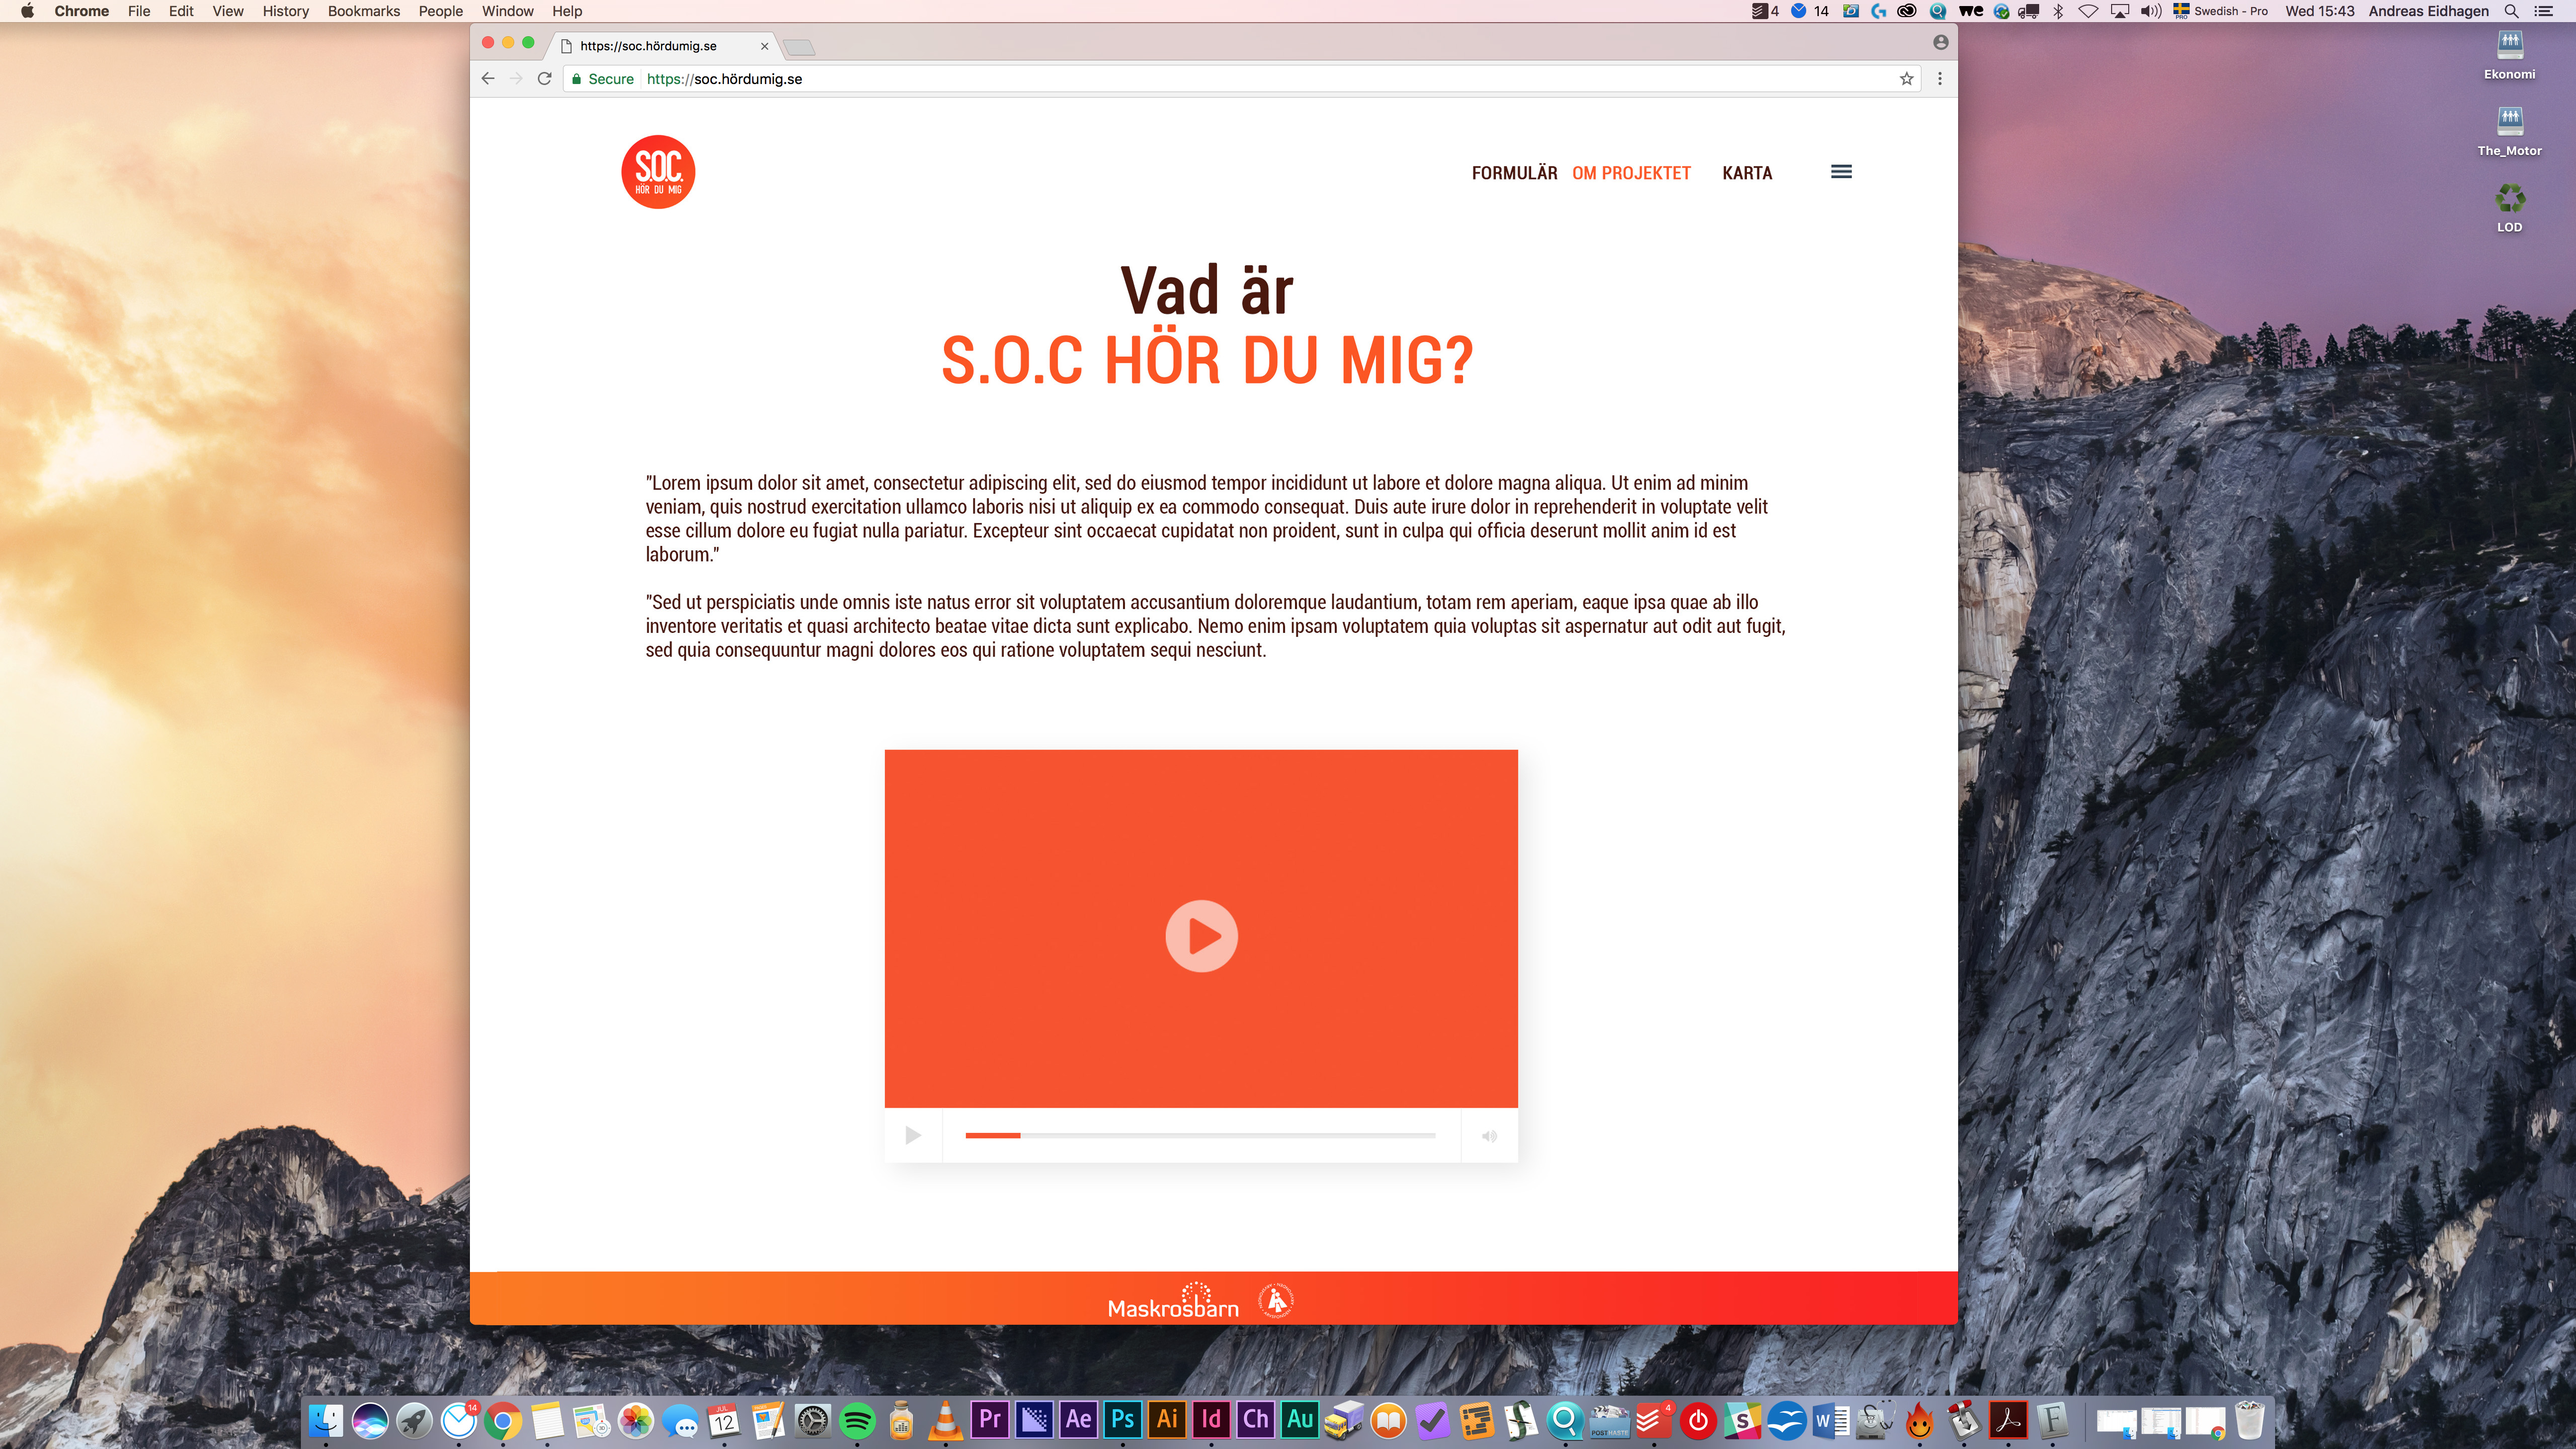 Chrome File Edit View History Bookmarks People Window Help
4 14 Swedish - Pro Wed 15:43 Andreas Eidhagen
PRO
https://soc.hördumig.se
Secure https://soc.hördumig.se
Ekonomi
The_Motor
LOD
S.O.C.
HÖR DU MIG
FORMULÄR OM PROJEKTET KARTA
Vad är
S.O.C HÖR DU MIG?
"Lorem ipsum dolor sit amet, consectetur adipiscing elit, sed do eiusmod tempor incididunt ut labore et dolore magna aliqua. Ut enim ad minim
veniam, quis nostrud exercitation ullamco laboris nisi ut aliquip ex ea commodo consequat. Duis aute irure dolor in reprehenderit in voluptate velit
esse cillum dolore eu fugiat nulla pariatur. Excepteur sint occaecat cupidatat non proident, sunt in culpa qui officia deserunt mollit anim id est
laborum."
"Sed ut perspiciatis unde omnis iste natus error sit voluptatem accusantium doloremque laudantium, totam rem aperiam, eaque ipsa quae ab illo
inventore veritatis et quasi architecto beatae vitae dicta sunt explicabo. Nemo enim ipsam voluptatem quia voluptas sit aspernatur aut odit aut fugit,
sed quia consequuntur magni dolores eos qui ratione voluptatem sequi nesciunt.
Maskrosbarn
14 JUL 12 Pr Ae Ps Ai Id Ch Au POSTHASTE 4 S W F